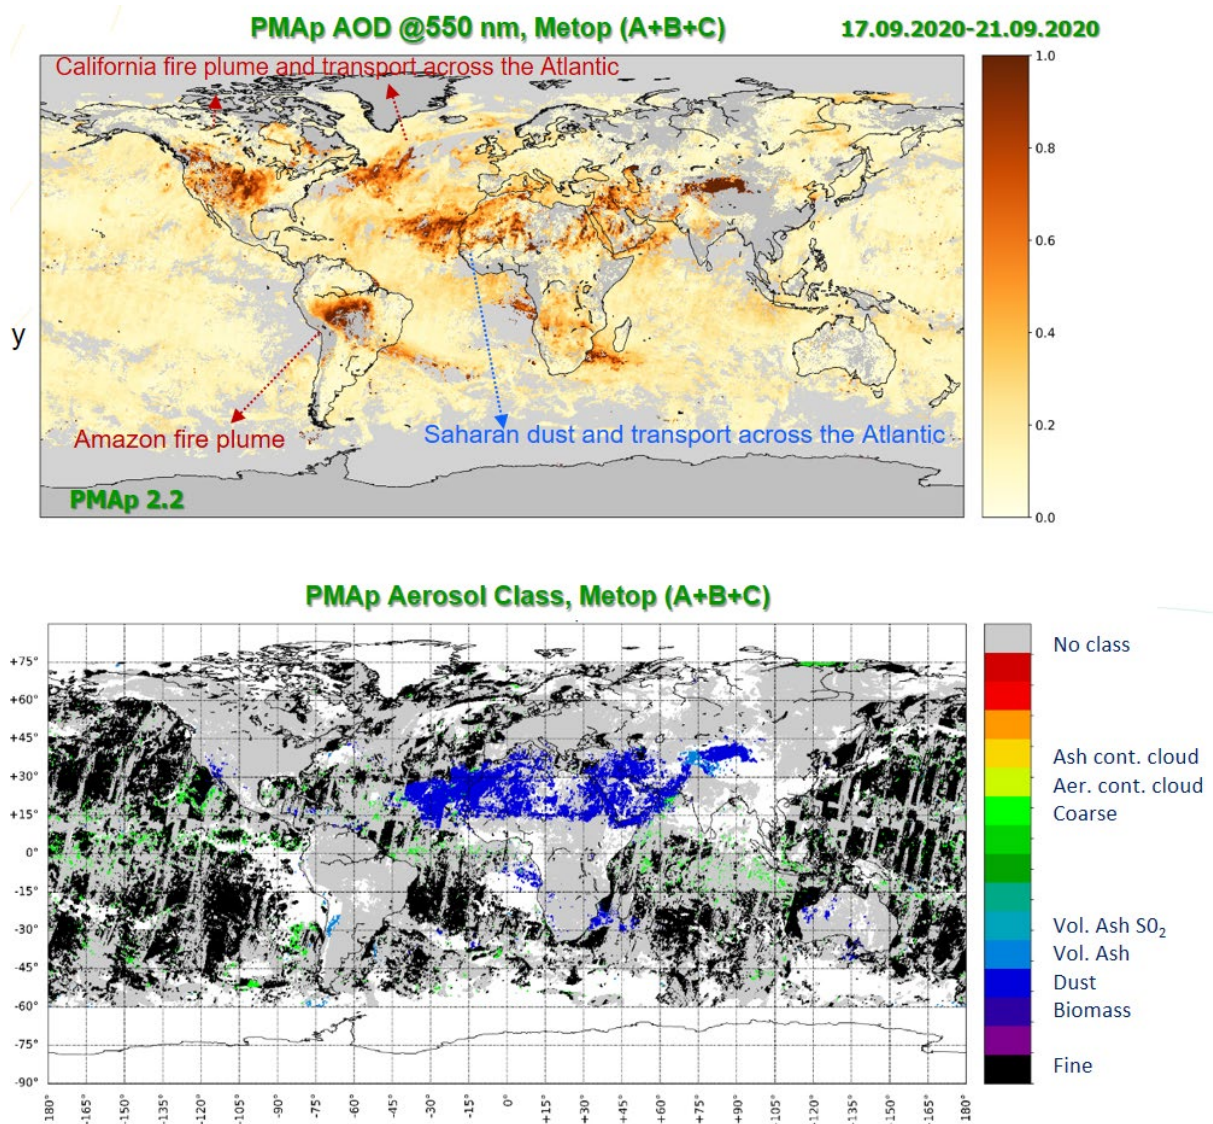 PMAp AOD @550 nm, Metop (A+B+C)
17.09.2020-21.09.2020
California fire plume and transport across the Atlantic
1.0
0.8
0.6
y
0.4
Amazon fire plume
Saharan dust and transport across the Atlantic
0.2
PMAp 2.2
0.0
PMAp Aerosol Class, Metop (A+B+C)
No class
Ash cont. cloud
Aer. cont. cloud
Coarse
Vol. Ash SO₂
Vol. Ash
Dust
Biomass
Fine
+75°
+60°
+45°
+30°
+15°
0°
-15°
-30°
-45°
-60°
-75°
-90°
-180°
-165°
-150°
-135°
-120°
-105°
-90°
-75°
-60°
-45°
-30°
-15°
0°
+15°
+30°
+45°
+60°
+75°
+90°
+105°
+120°
+135°
+150°
+165°
+180°